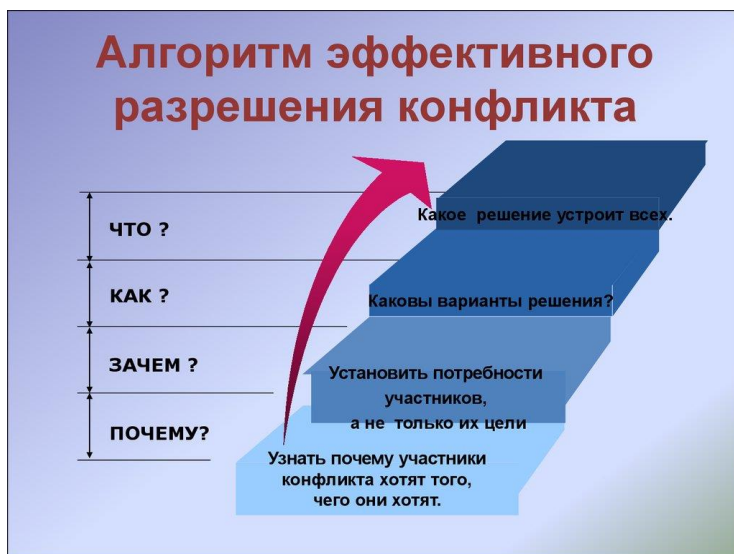 Алгоритм эффективного
разрешения конфликта
ЧТО ?
Какое решение устроит всех.
КАК ?
Каковы варианты решения?
ЗАЧЕМ ?
Установить потребности
участников,
а не только их цели
ПОЧЕМУ?
Узнать почему участники
конфликта хотят того,
чего они хотят.